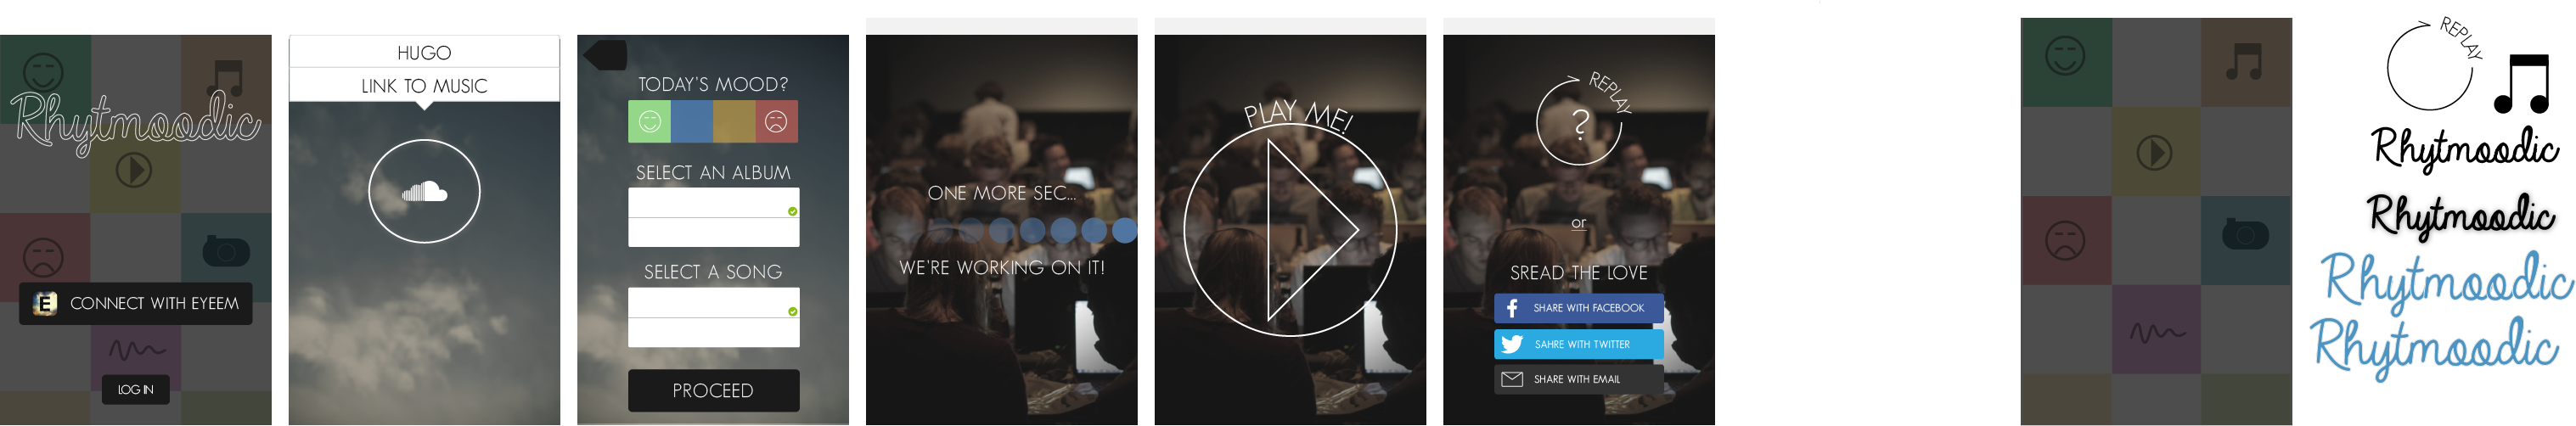 Rhytmoodic
E CONNECT WITH EYEEM
LOG IN
HUGO
LINK TO MUSIC
TODAY'S MOOD?
SELECT AN ALBUM
SELECT A SONG
PROCEED
ONE MORE SEC...
WE'RE WORKING ON IT!
PLAY ME!
REPLAY
?
or
SREAD THE LOVE
f SHARE WITH FACEBOOK
SAHRE WITH TWITTER
SHARE WITH EMAIL
REPLAY
Rhytmoodic
Rhytmoodic
Rhytmoodic
Rhytmoodic